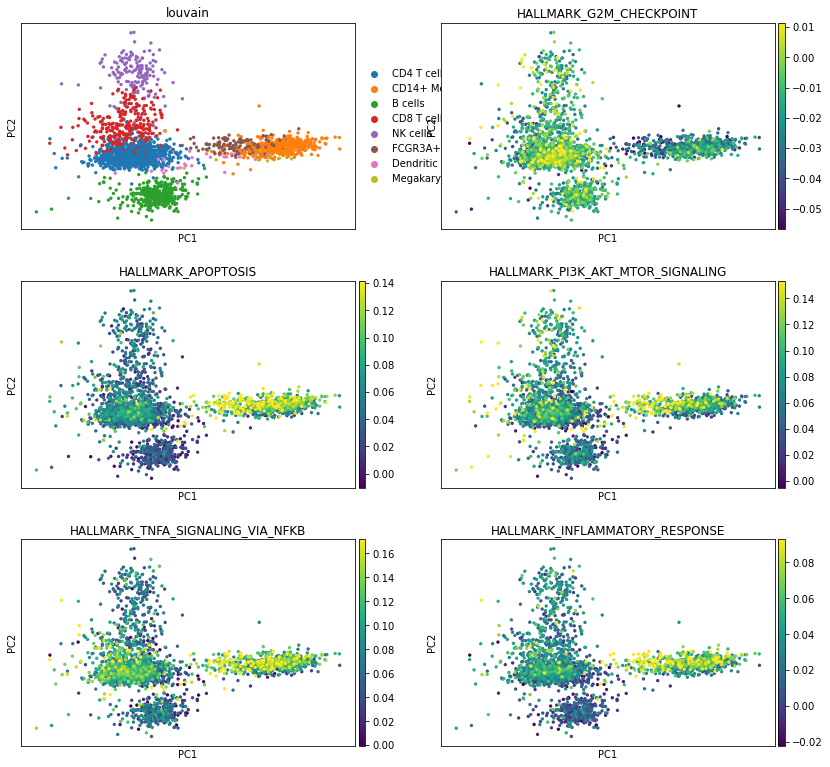 louvain
CD4 T cell
CD14+ M
B cells
CD8 T cell
NK cells
FCGR3A+
Dendritic
Megakary
PC2
PC1
HALLMARK_G2M_CHECKPOINT
0.01
0.00
−0.01
−0.02
−0.03
−0.04
−0.05
PC2
PC1
HALLMARK_APOPTOSIS
0.14
0.12
0.10
0.08
0.06
0.04
0.02
0.00
PC2
PC1
HALLMARK_PI3K_AKT_MTOR_SIGNALING
0.14
0.12
0.10
0.08
0.06
0.04
0.02
0.00
PC2
PC1
HALLMARK_TNFA_SIGNALING_VIA_NFKB
0.16
0.14
0.12
0.10
0.08
0.06
0.04
0.02
0.00
PC2
PC1
HALLMARK_INFLAMMATORY_RESPONSE
0.08
0.06
0.04
0.02
0.00
−0.02
PC2
PC1